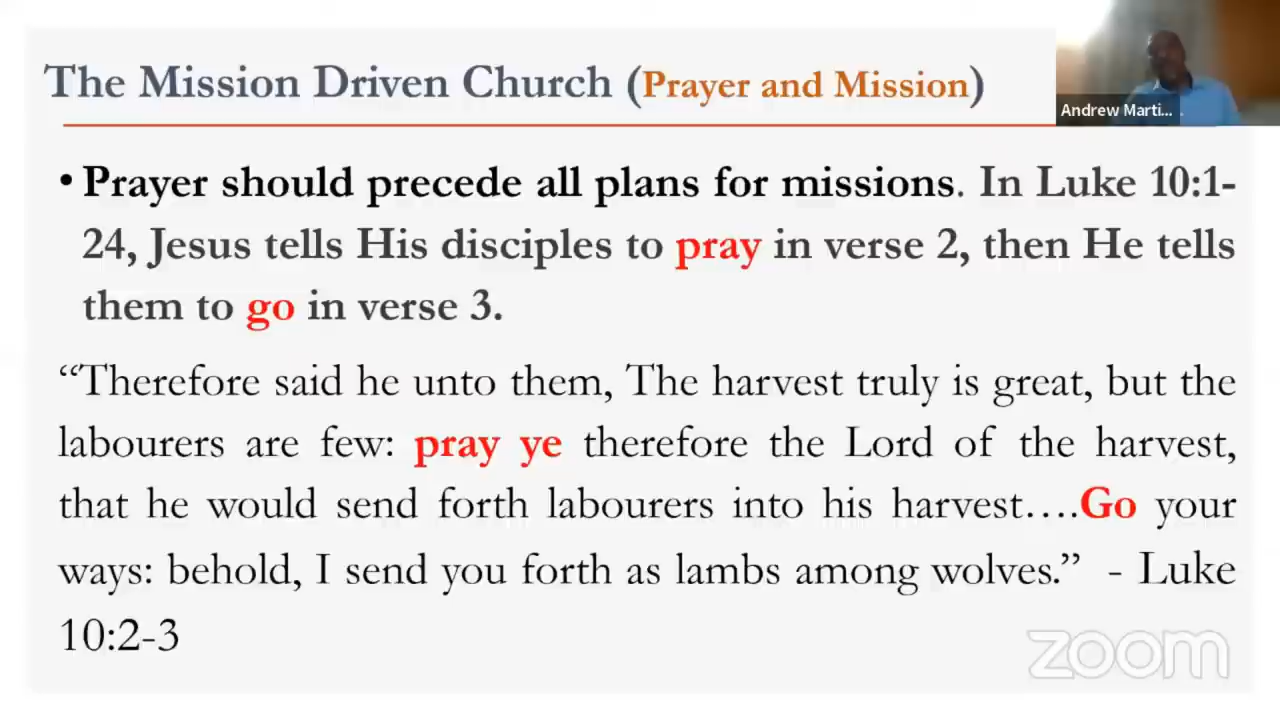 The Mission Driven Church (Prayer and Mission)
Andrew Marti...
• Prayer should precede all plans for missions. In Luke 10:1-
24, Jesus tells His disciples to pray in verse 2, then He tells
them to go in verse 3.
“Therefore said he unto them, The harvest truly is great, but the
labourers are few: pray ye therefore the Lord of the harvest,
that he would send forth labourers into his harvest….Go your
ways: behold, I send you forth as lambs among wolves.” - Luke
10:2-3
zoom